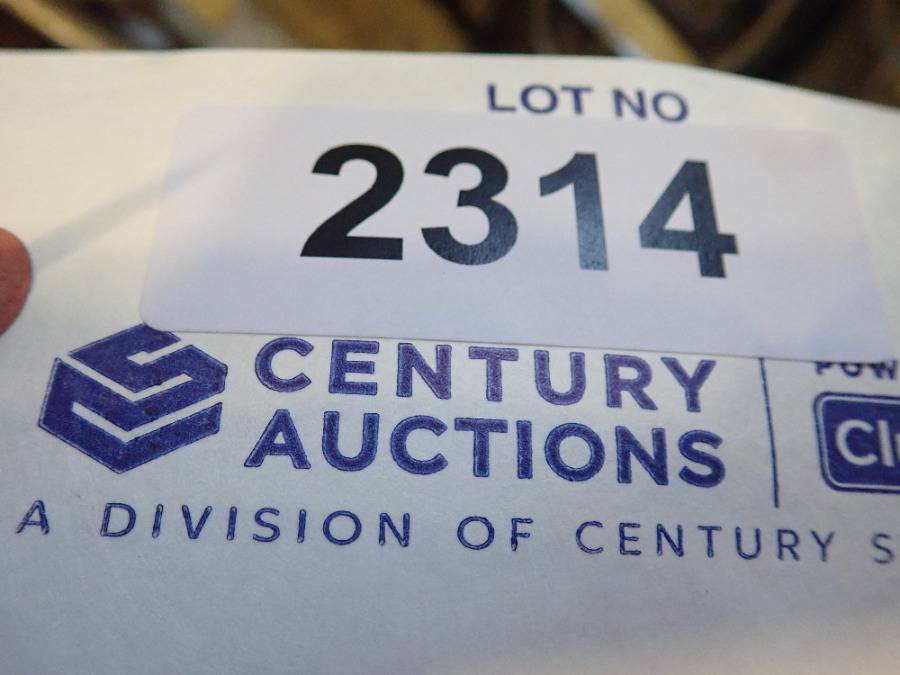 LOT NO
2314
CENTURY
AUCTIONS
A DIVISION OF CENTURY